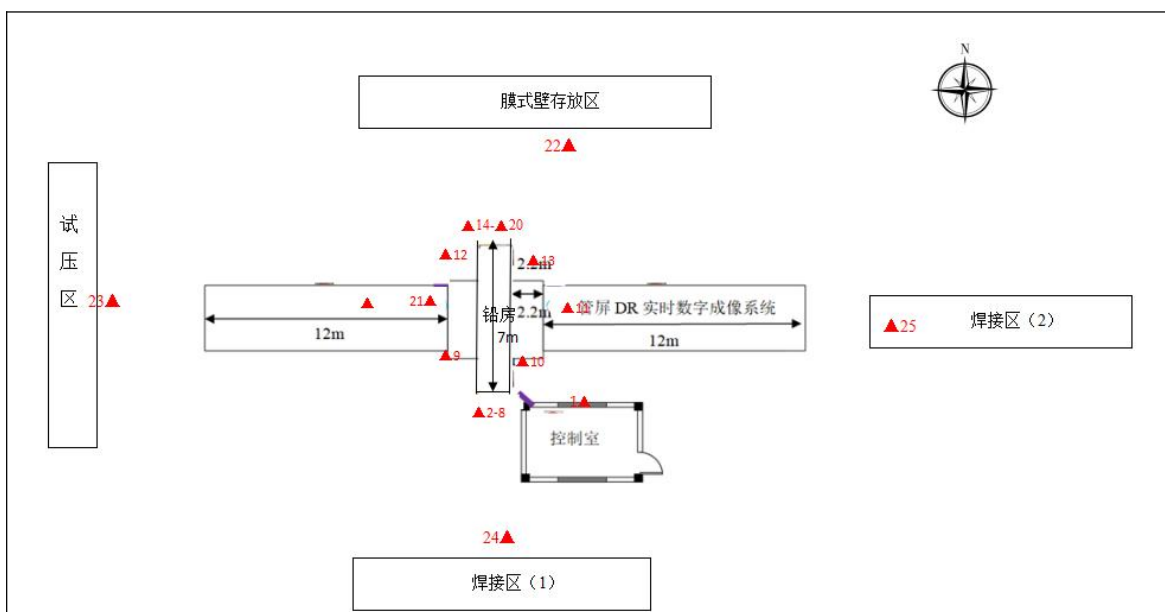 N
膜式壁存放区
22▲
试
压
区
▲14-▲20
▲12
▲13
2.2m
23▲
21▲
铅房
2.2m
管屏 DR 实时数字成像系统
▲25
焊接区（2）
12m
7m
12m
▲9
▲10
1▲
▲2-8
控制室
24▲
焊接区（1）